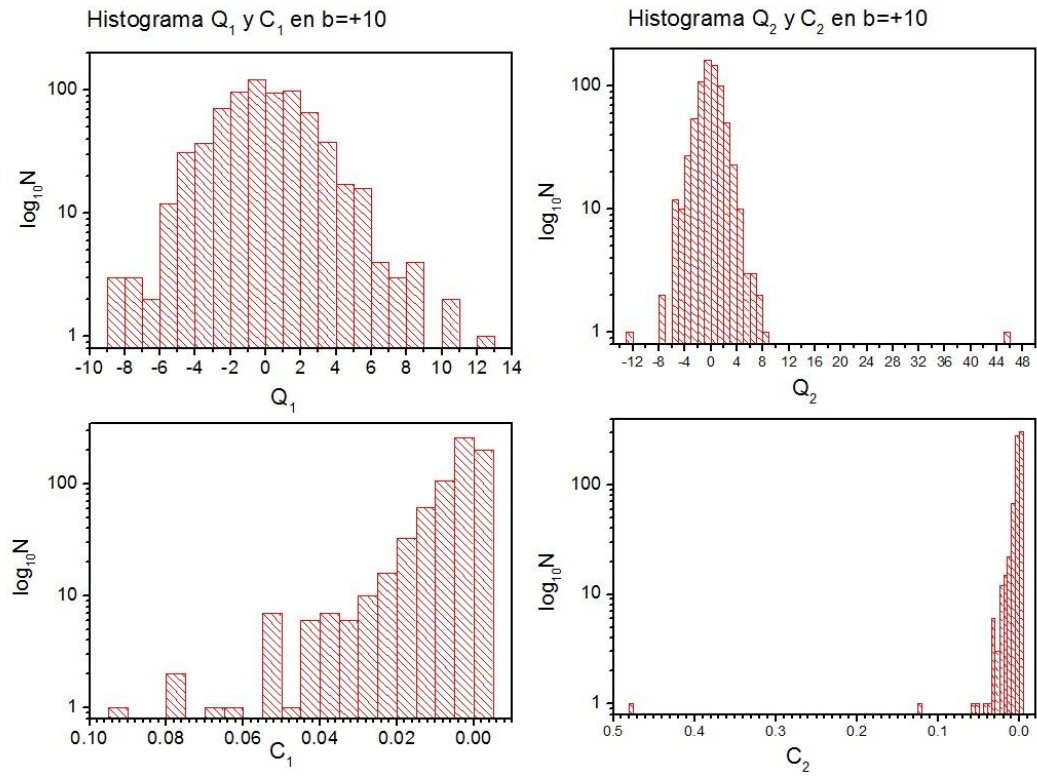 Histograma Q₁ y C₁ en b=+10
log₁₀N
100
10
1
-10 -8 -6 -4 -2 0 2 4 6 8 10 12 14
Q₁
Histograma Q₂ y C₂ en b=+10
log₁₀N
100
10
1
-12 -8 -4 0 4 8 12 16 20 24 28 32 36 40 44 48
Q₂
log₁₀N
100
10
1
0.10 0.08 0.06 0.04 0.02 0.00
C₁
log₁₀N
100
10
1
0.5 0.4 0.3 0.2 0.1 0.0
C₂